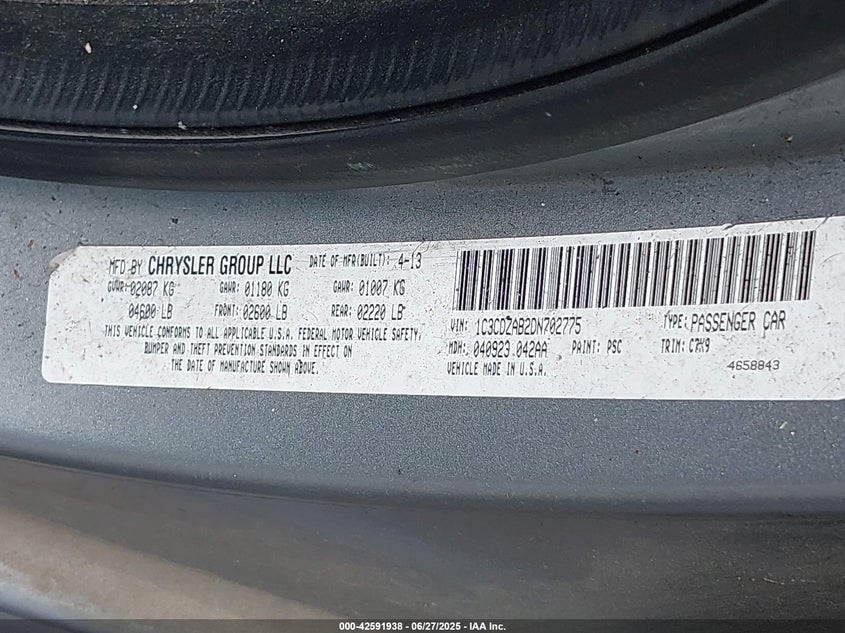 MFD BY CHRYSLER GROUP LLC DATE OF MFR(BUILT): 4-13
GVWR: 02087 KG GAWR: 01180 KG GAWR: 01007 KG
04600 LB FRONT: 02600 LB REAR: 02220 LB
THIS VEHICLE CONFORMS TO ALL APPLICABLE U.S.A. FEDERAL MOTOR VEHICLE SAFETY,
BUMPER AND THEFT PREVENTION STANDARDS IN EFFECT ON
THE DATE OF MANUFACTURE SHOWN ABOVE.
VIN: 1C3CDZAB2DN702775 TYPE: PASSENGER CAR
MDH: 040923 042AA PAINT: PSC TRIM:
VEHICLE MADE IN U.S.A. 4658843
000-42591938 - 06/27/2025 - IAA Inc.